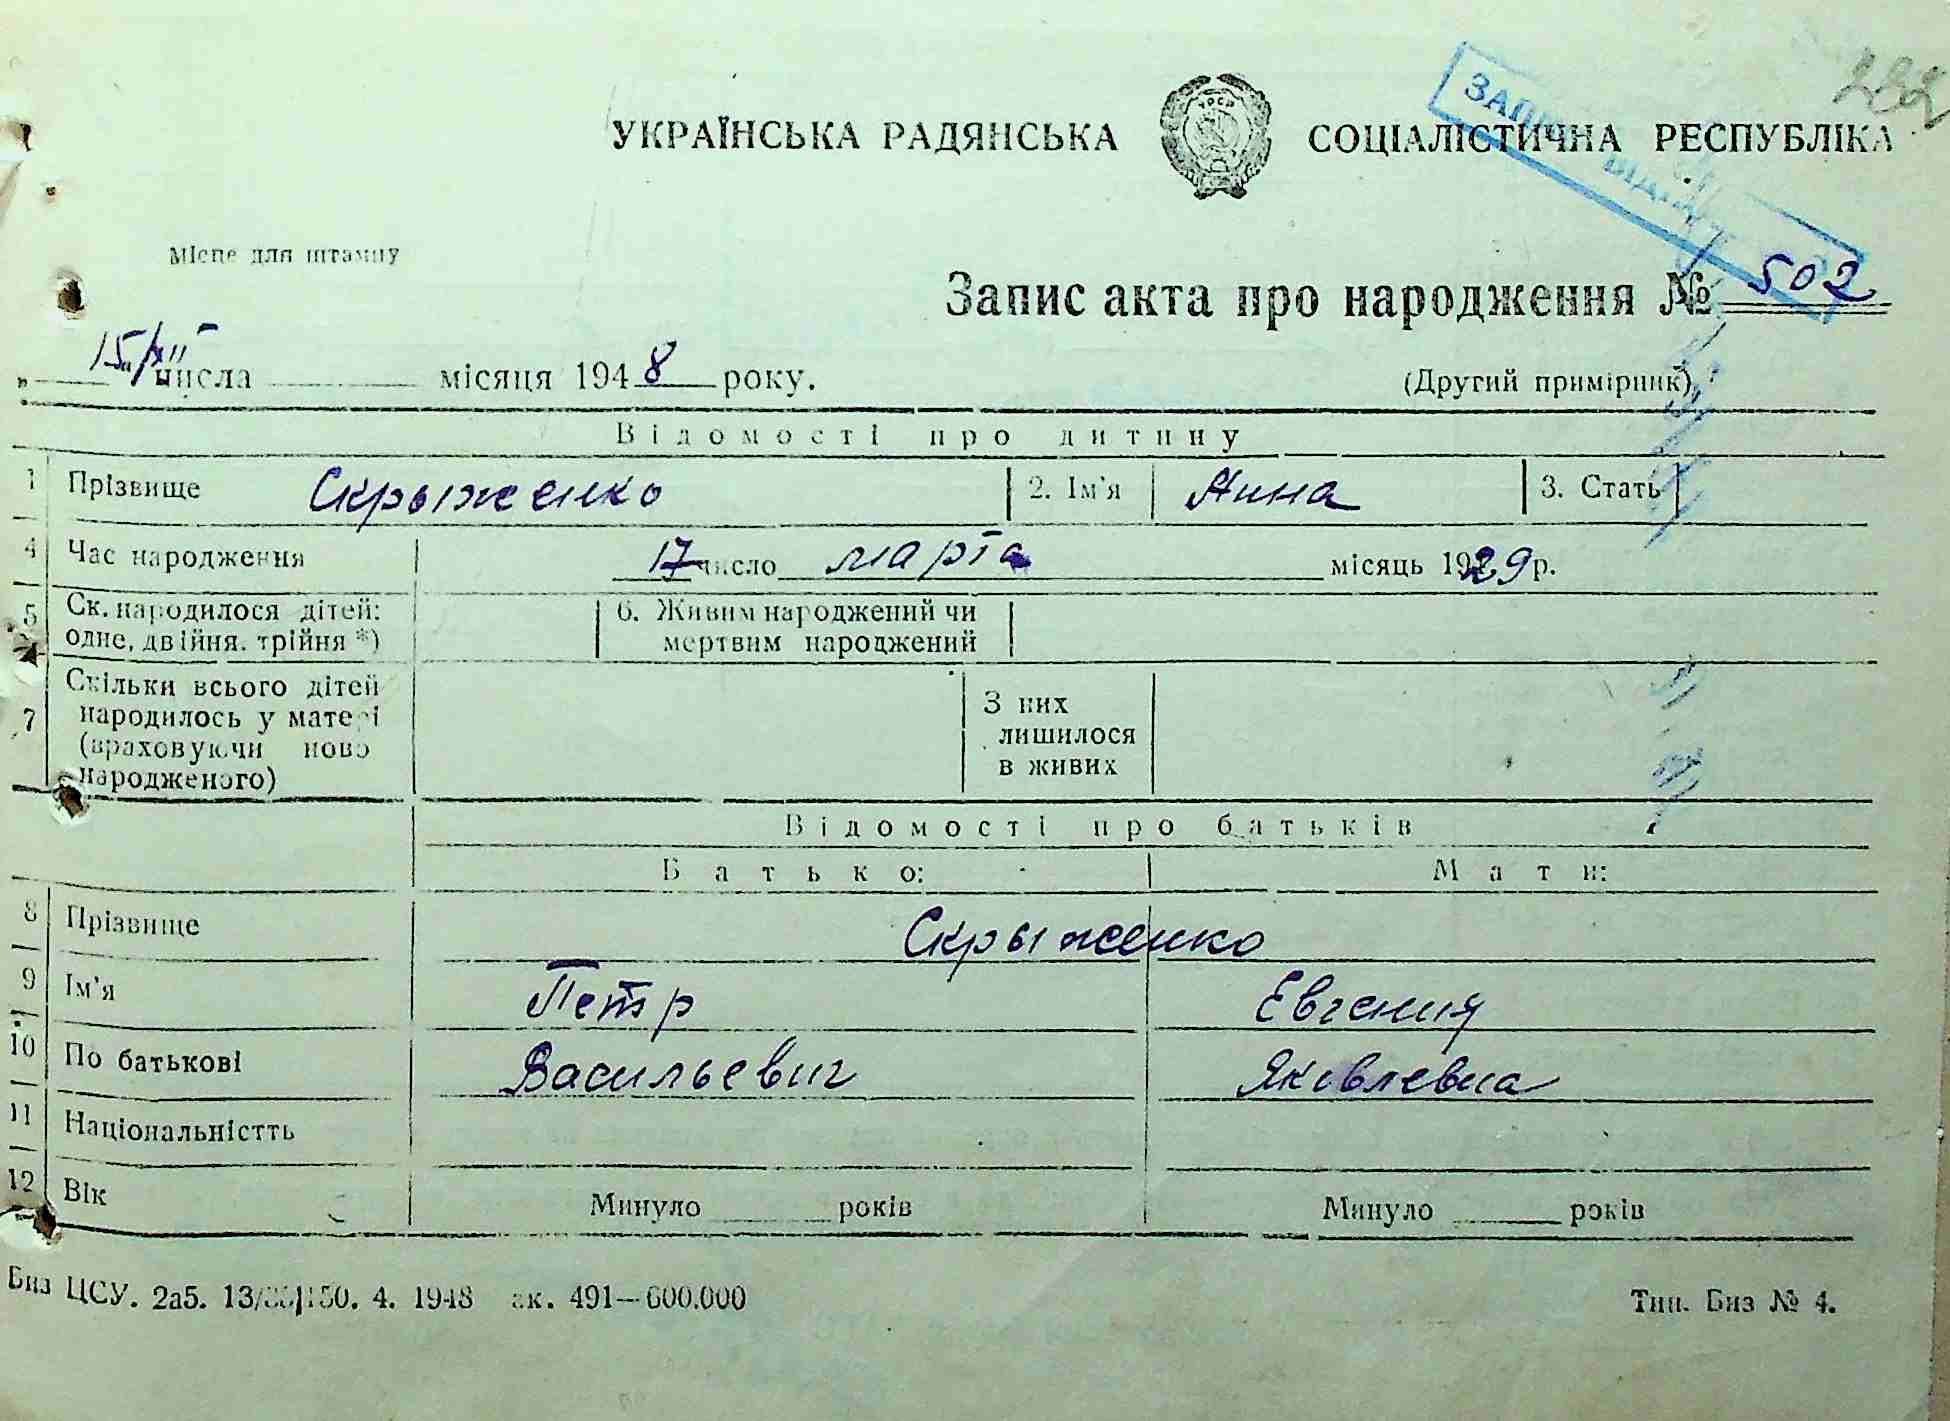 282
УКРАЇНСЬКА РАДЯНСЬКА СОЦІАЛІСТИЧНА РЕСПУБЛІКА
УРСР
Місце для штампу
Запис акта про народження № 502
„15/XII" числа місяця 1948 року.
(Другий примірник)
Відомості про дитину
1 Прізвище Скрыженко 2. Ім'я Анна 3. Стать
4 Час народження 17 число марта місяць 1929 р.
5 Ск. народилося дітей: одне, двійня, трійня *) 6. Живим народжений чи мертвим народжений
7 Скільки всього дітей народилось у матері (враховуючи ново народженого) З них лишилося в живих
Відомості про батьків
Батько: Мати:
8 Прізвище Скрыженко
9 Ім'я Петр Евгения
10 По батькові Васильевич Яковлевна
11 Національністть
12 Вік Минуло років Минуло років
Биз ЦСУ. 2а5. 4. 1948 491—600.000 Тип. Биз № 4.